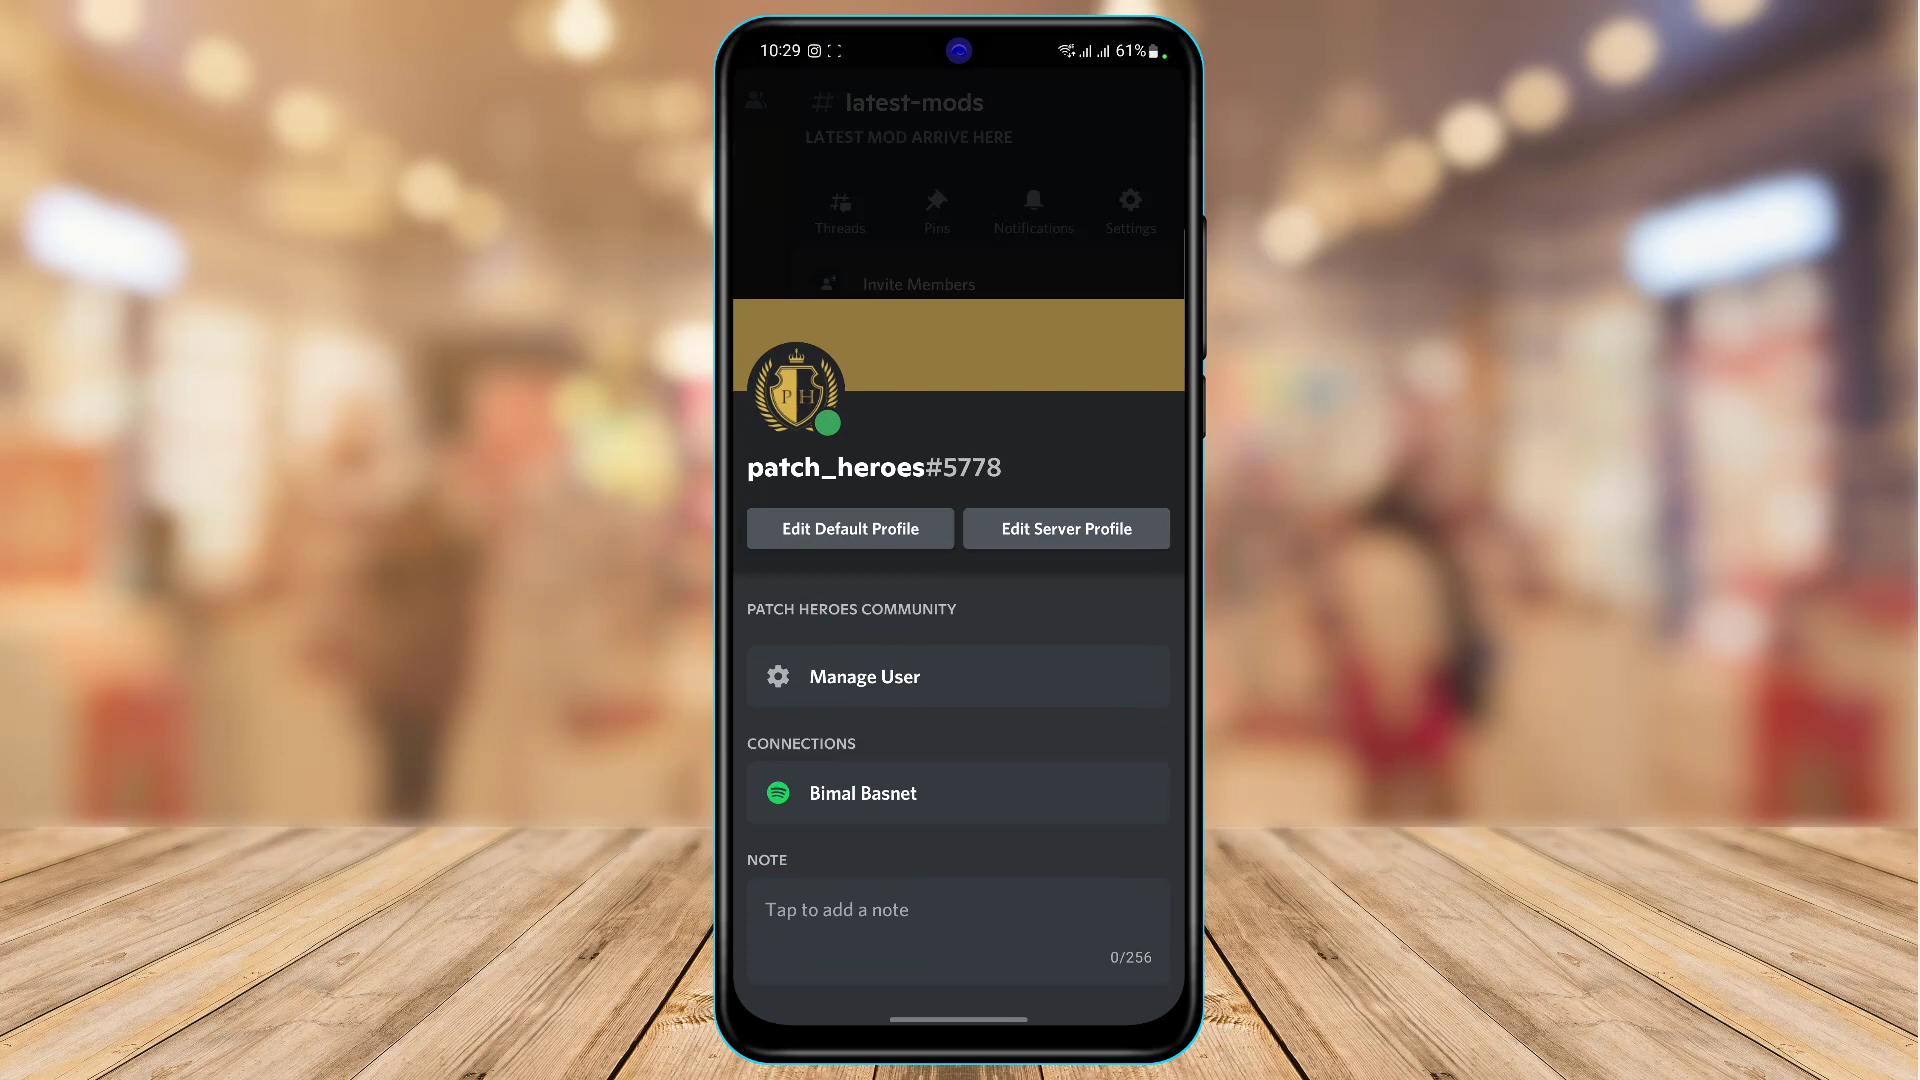 10:29 61%
# latest-mods
LATEST MOD ARRIVE HERE
Threads Pins Notifications Settings
Invite Members
P H
patch_heroes#5778
Edit Default Profile Edit Server Profile
PATCH HEROES COMMUNITY
Manage User
CONNECTIONS
Bimal Basnet
NOTE
Tap to add a note
0/256